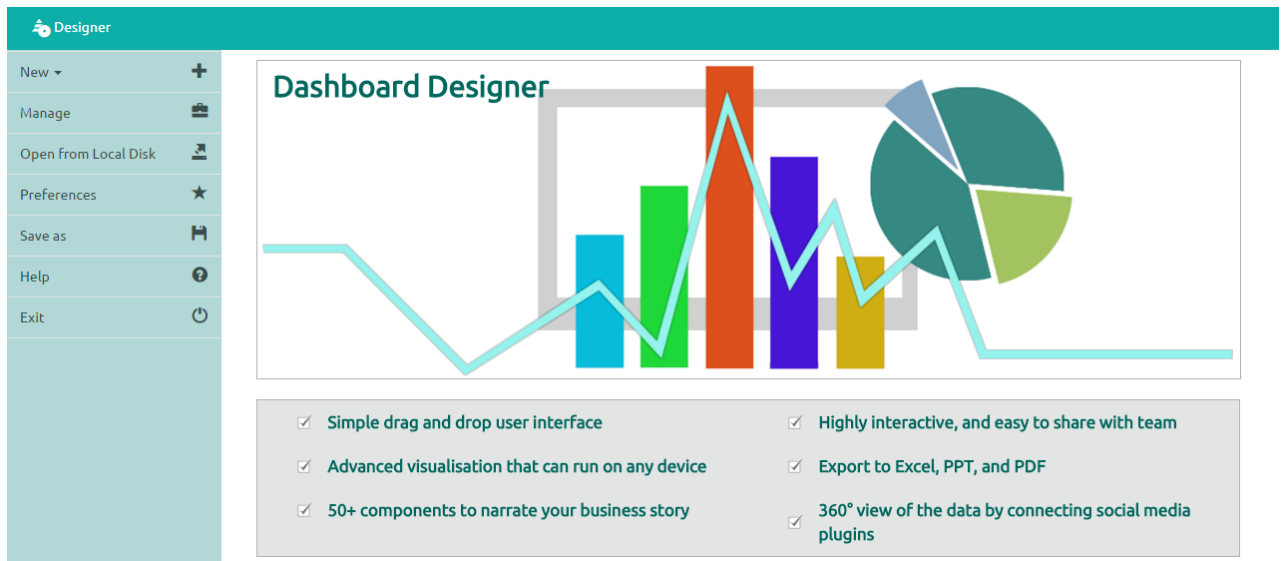 Designer
New
Manage
Open from Local Disk
Preferences
Save as
Help
Exit
Dashboard Designer
Simple drag and drop user interface
Advanced visualisation that can run on any device
50+ components to narrate your business story
Highly interactive, and easy to share with team
Export to Excel, PPT, and PDF
360° view of the data by connecting social media
plugins